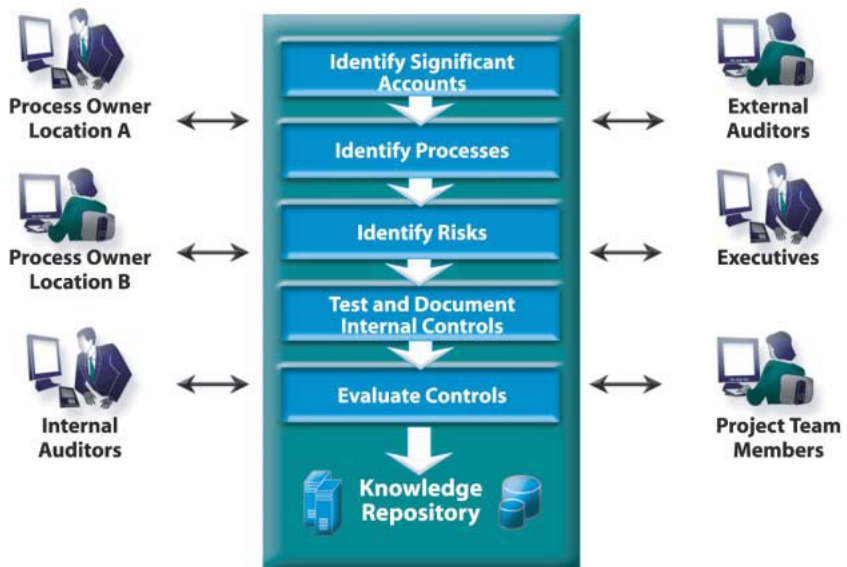 Process Owner
Location A
Process Owner
Location B
Internal
Auditors
Identify Significant
Accounts
Identify Processes
Identify Risks
Test and Document
Internal Controls
Evaluate Controls
Knowledge
Repository
External
Auditors
Executives
Project Team
Members